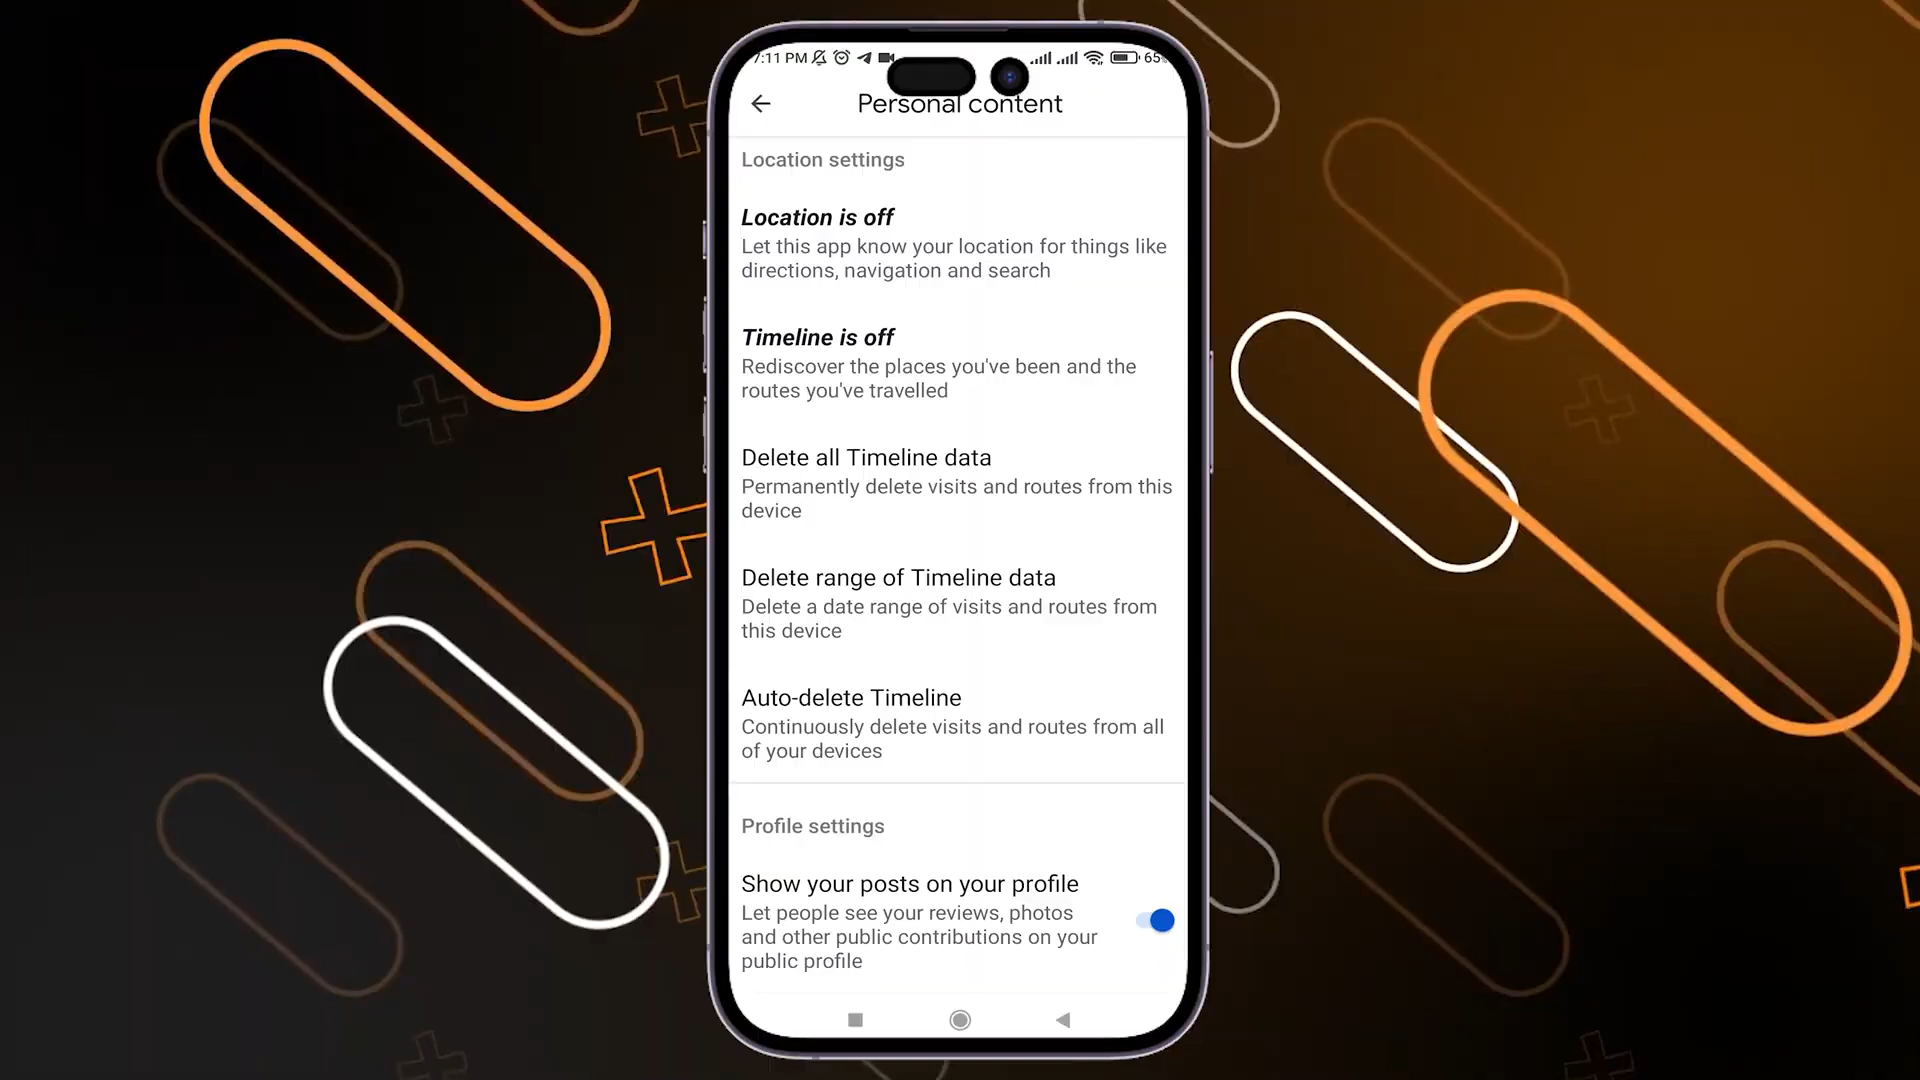 7:11 PM 65%
Personal content
Location settings
Location is off
Let this app know your location for things like
directions, navigation and search
Timeline is off
Rediscover the places you've been and the
routes you've travelled
Delete all Timeline data
Permanently delete visits and routes from this
device
Delete range of Timeline data
Delete a date range of visits and routes from
this device
Auto-delete Timeline
Continuously delete visits and routes from all
of your devices
Profile settings
Show your posts on your profile
Let people see your reviews, photos
and other public contributions on your
public profile